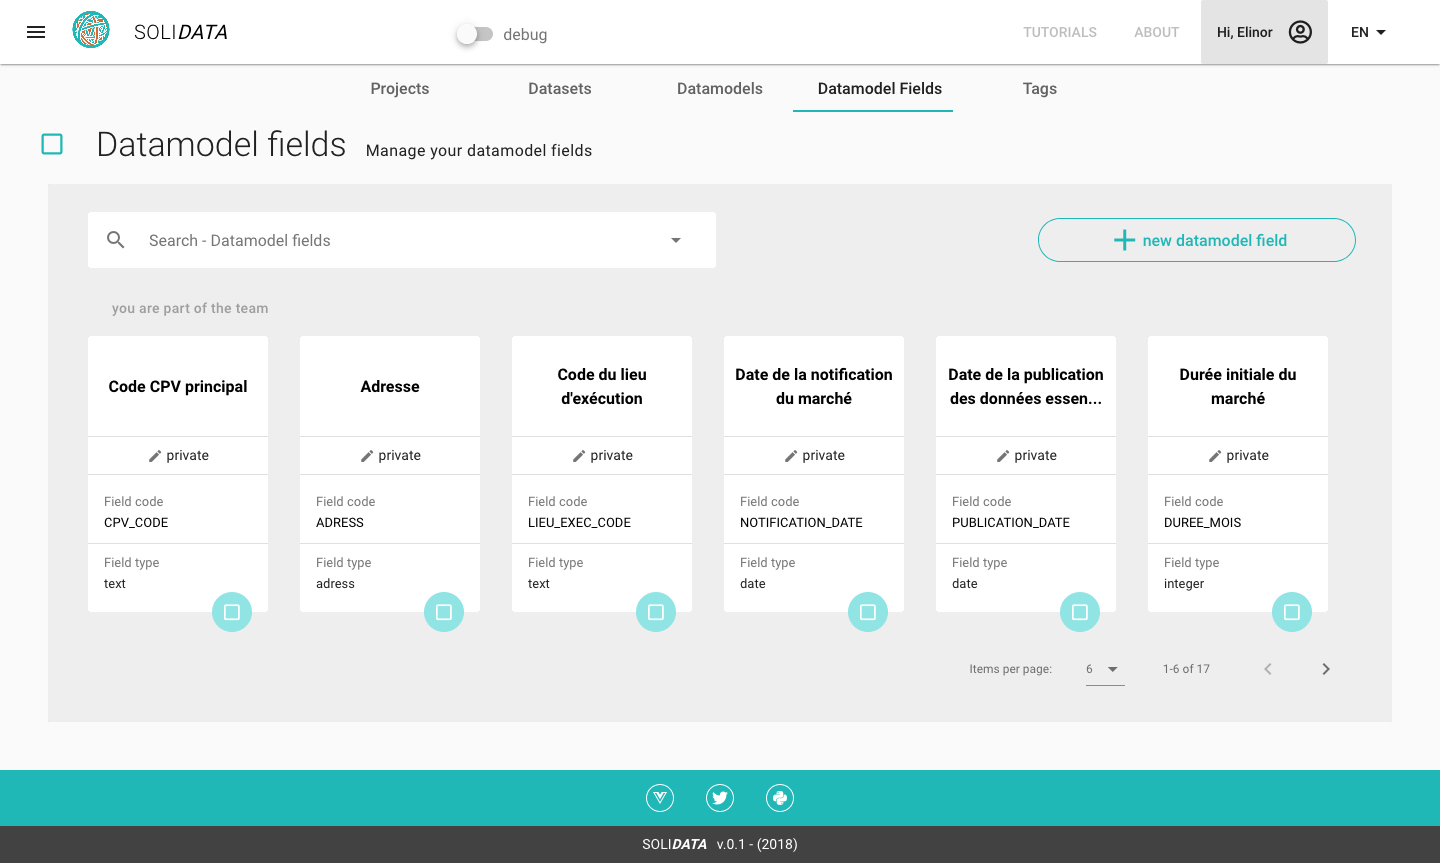 SOLIDATA
debug
TUTORIALS
ABOUT
Hi, Elinor
EN
Projects
Datasets
Datamodels
Datamodel Fields
Tags
Datamodel fields
Manage your datamodel fields
Search - Datamodel fields
new datamodel field
you are part of the team
Code CPV principal
private
Field code
CPV_CODE
Field type
text
Adresse
private
Field code
ADRESS
Field type
adress
Code du lieu
d'exécution
private
Field code
LIEU_EXEC_CODE
Field type
text
Date de la notification
du marché
private
Field code
NOTIFICATION_DATE
Field type
date
Date de la publication
des données essen...
private
Field code
PUBLICATION_DATE
Field type
date
Durée initiale du
marché
private
Field code
DUREE_MOIS
Field type
integer
Items per page:
6
1-6 of 17
SOLIDATA v.0.1 - (2018)